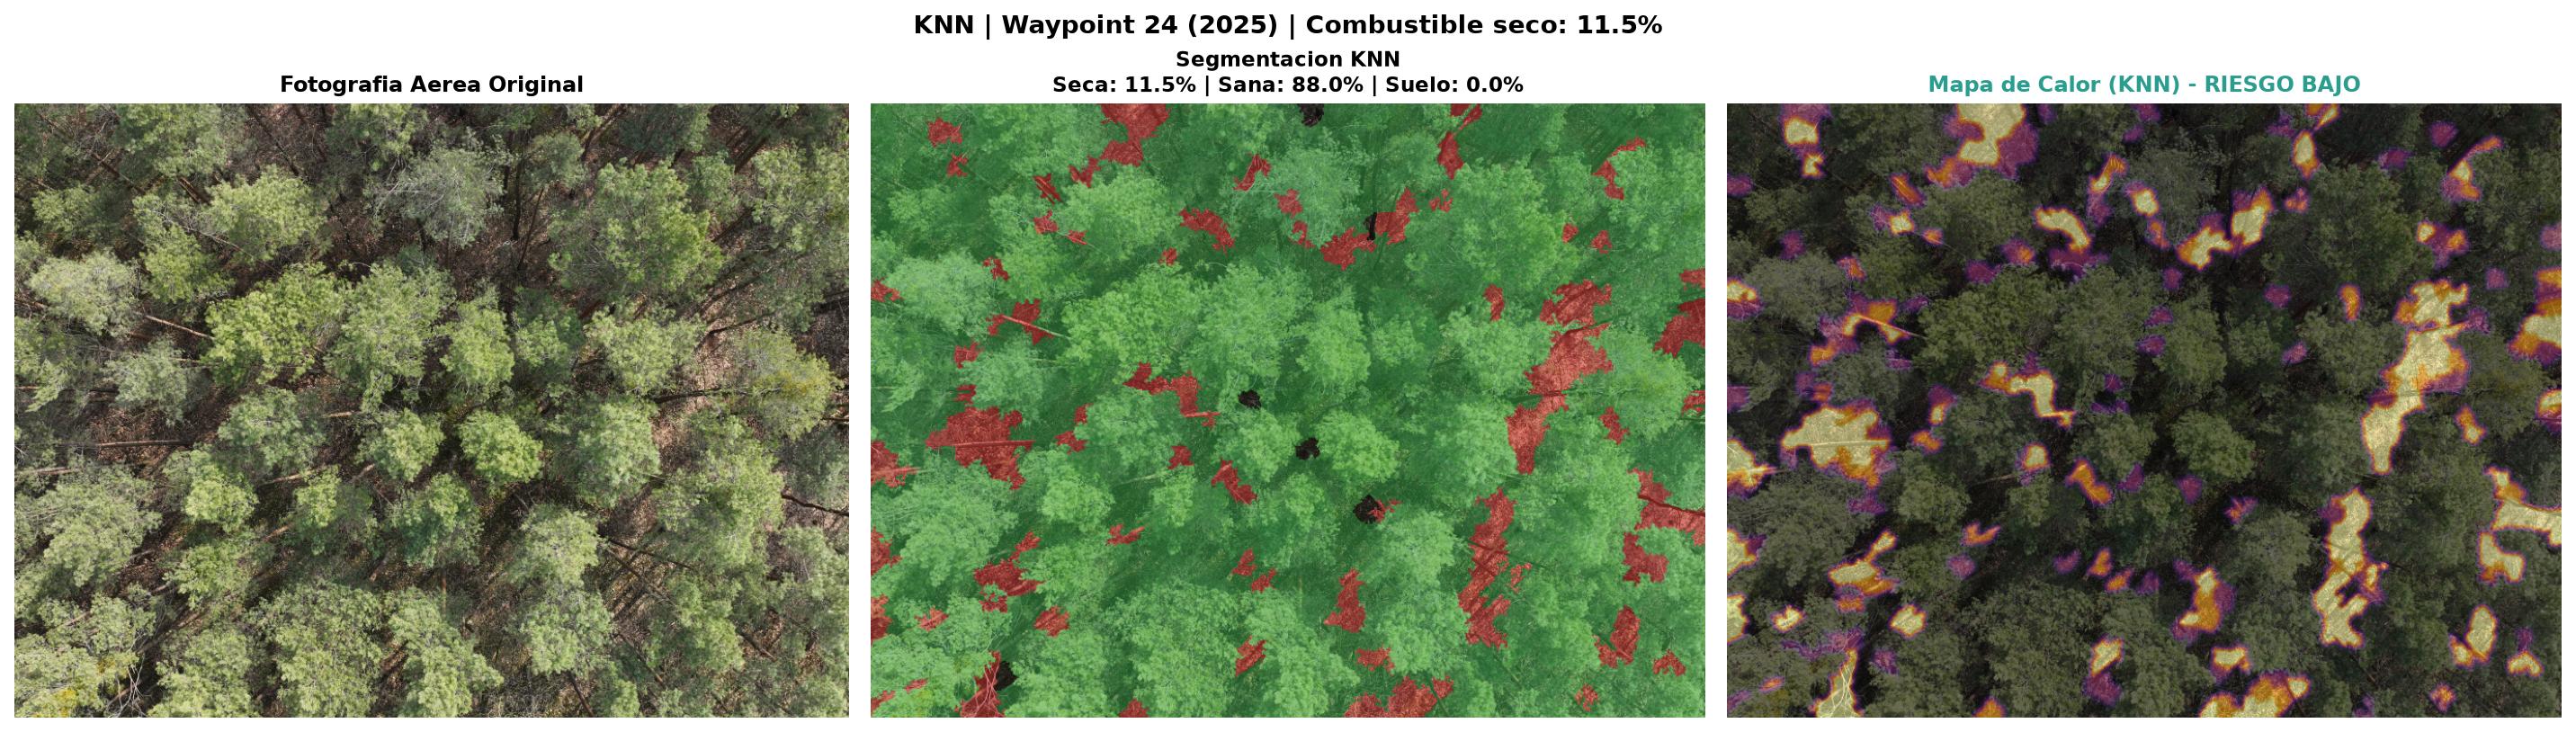 KNN | Waypoint 24 (2025) | Combustible seco: 11.5%
Fotografia Aerea Original
Segmentacion KNN
Seca: 11.5% | Sana: 88.0% | Suelo: 0.0%
Mapa de Calor (KNN) - RIESGO BAJO